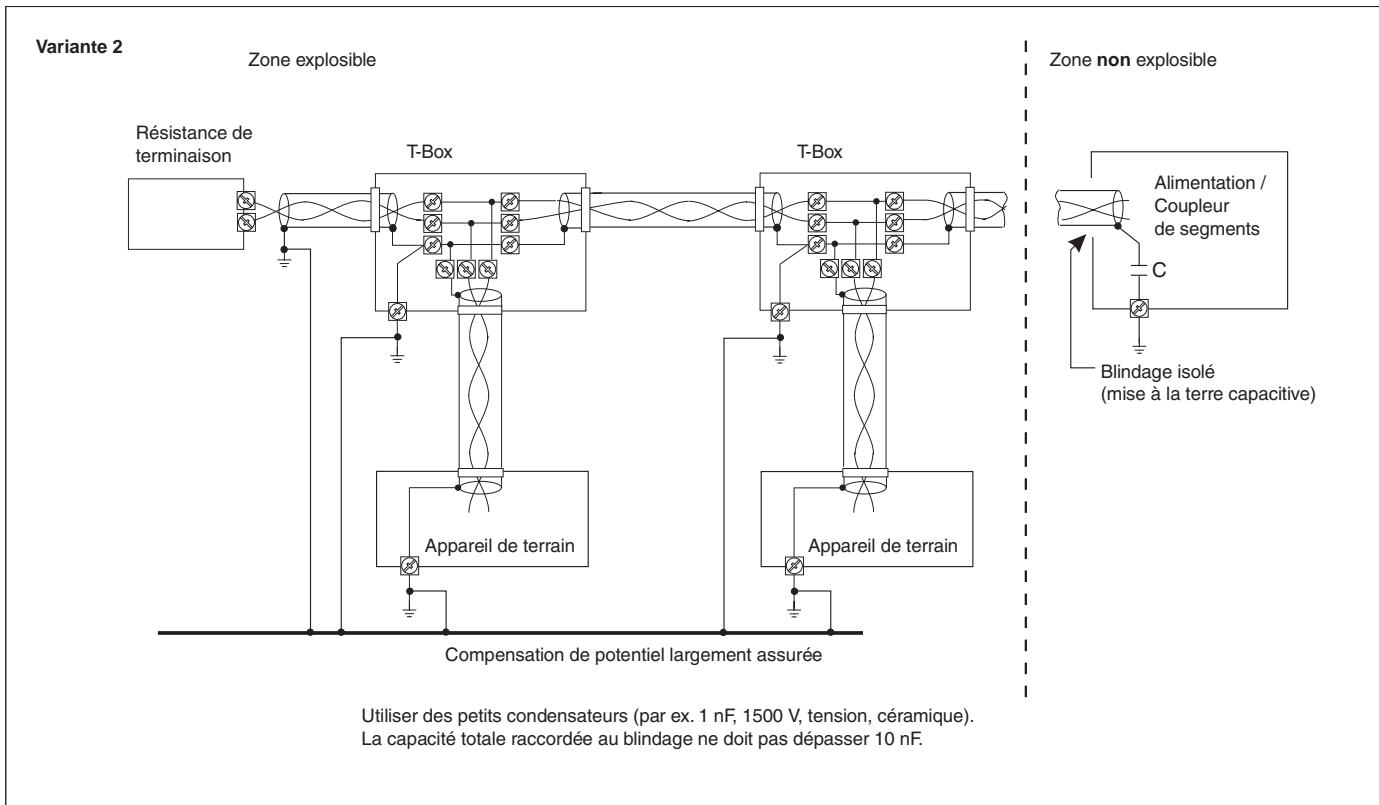 Variante 2
Zone explosible
Zone non explosible
Résistance de
terminaison
T-Box
T-Box
Alimentation /
Coupleur
de segments
C
Blindage isolé
(mise à la terre capacitive)
Appareil de terrain
Appareil de terrain
Compensation de potentiel largement assurée
Utiliser des petits condensateurs (par ex. 1 nF, 1500 V, tension, céramique).
La capacité totale raccordée au blindage ne doit pas dépasser 10 nF.